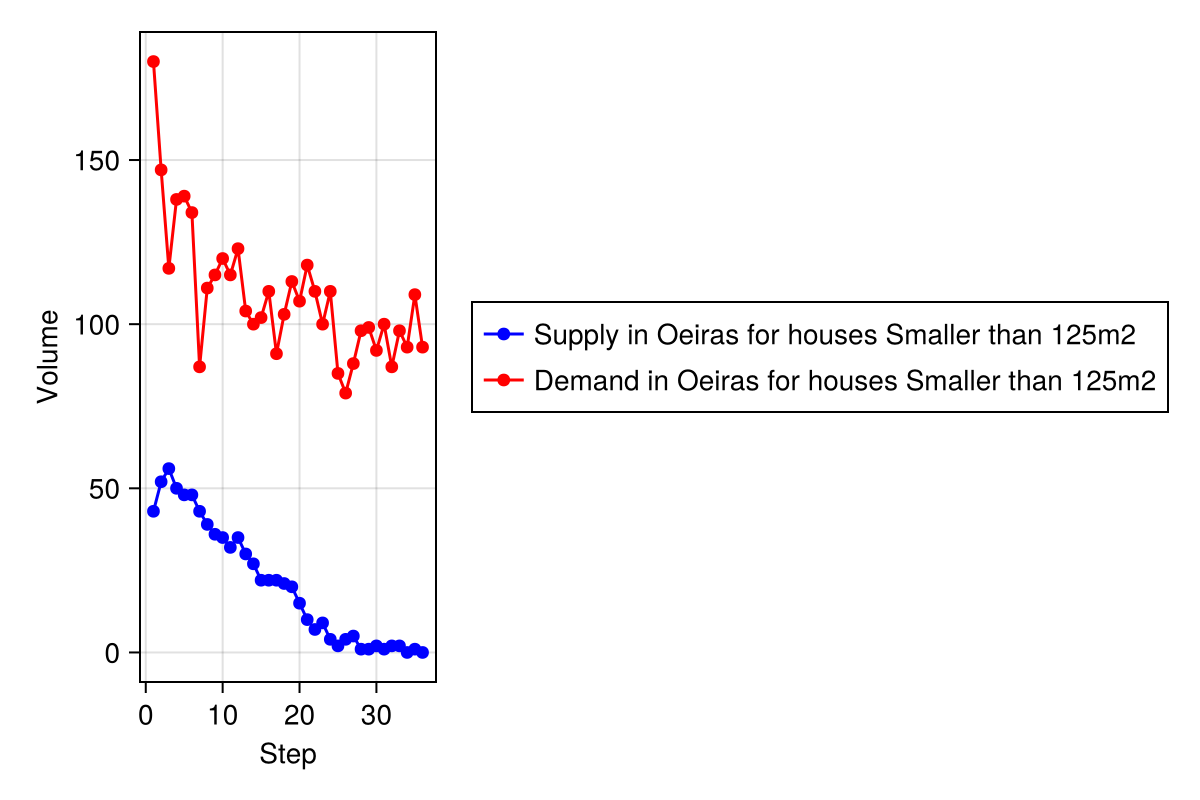 150
100
50
0
Volume
0 10 20 30
Step
Supply in Oeiras for houses Smaller than 125m2
Demand in Oeiras for houses Smaller than 125m2